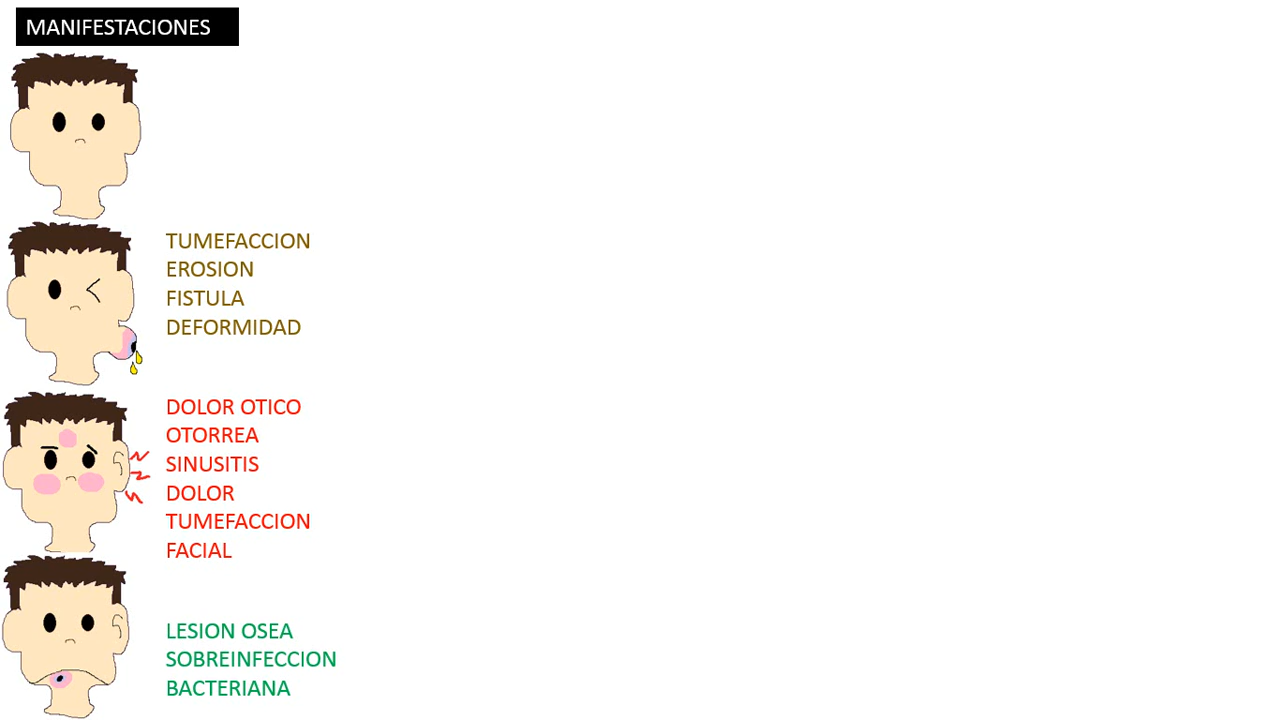 MANIFESTACIONES
TUMEFACCION
EROSION
FISTULA
DEFORMIDAD
DOLOR OTICO
OTORREA
SINUSITIS
DOLOR
TUMEFACCION
FACIAL
LESION OSEA
SOBREINFECCION
BACTERIANA